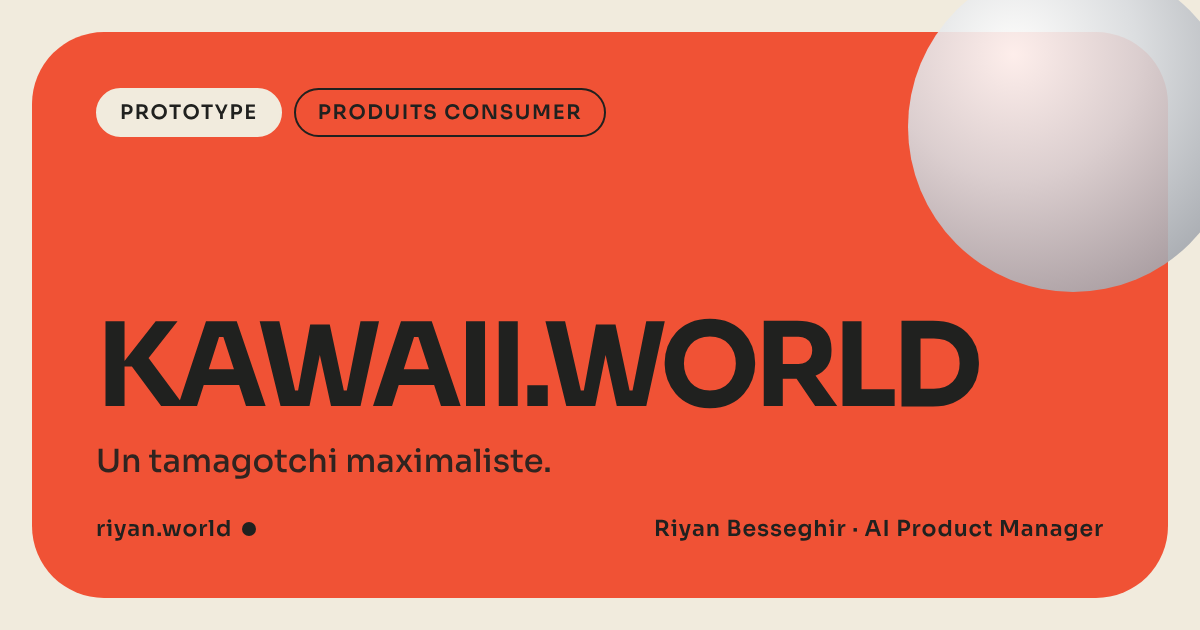 PROTOTYPE
PRODUITS CONSUMER
KAWAII.WORLD
Un tamagotchi maximaliste.
riyan.world
Riyan Besseghir · AI Product Manager